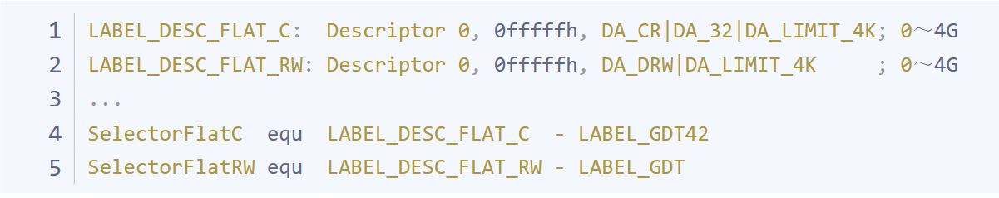 1 LABEL_DESC_FLAT_C:  Descriptor 0, 0fffffh, DA_CR|DA_32|DA_LIMIT_4K; 0～4G
2 LABEL_DESC_FLAT_RW: Descriptor 0, 0fffffh, DA_DRW|DA_LIMIT_4K     ; 0～4G
3 ...
4 SelectorFlatC  equ  LABEL_DESC_FLAT_C  - LABEL_GDT42
5 SelectorFlatRW equ  LABEL_DESC_FLAT_RW - LABEL_GDT